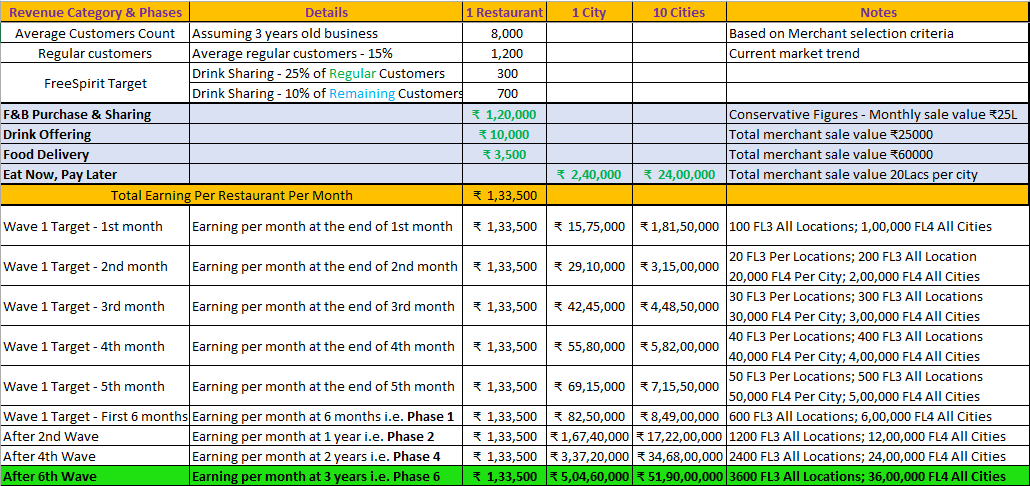 Revenue Category & Phases Details 1 Restaurant 1 City 10 Cities Notes
Average Customers Count Assuming 3 years old business 8,000 Based on Merchant selection criteria
Regular customers Average regular customers - 15% 1,200 Current market trend
FreeSpirit Target
Drink Sharing - 25% of Regular Customers 300
Drink Sharing - 10% of Remaining Customers 700
F&B Purchase & Sharing ₹ 1,20,000 Conservative Figures - Monthly sale value ₹25L
Drink Offering ₹ 10,000 Total merchant sale value ₹25000
Food Delivery ₹ 3,500 Total merchant sale value ₹60000
Eat Now, Pay Later ₹ 2,40,000 ₹ 24,00,000 Total merchant sale value 20Lacs per city
Total Earning Per Restaurant Per Month ₹ 1,33,500
Wave 1 Target - 1st month Earning per month at the end of 1st month ₹ 1,33,500 ₹ 15,75,000 ₹ 1,81,50,000 100 FL3 All Locations; 1,00,000 FL4 All Cities
Wave 1 Target - 2nd month Earning per month at the end of 2nd month ₹ 1,33,500 ₹ 29,10,000 ₹ 3,15,00,000 20 FL3 Per Locations; 200 FL3 All Location
20,000 FL4 Per City; 2,00,000 FL4 All Cities
Wave 1 Target - 3rd month Earning per month at the end of 3rd month ₹ 1,33,500 ₹ 42,45,000 ₹ 4,48,50,000 30 FL3 Per Locations; 300 FL3 All Locations
30,000 FL4 Per City; 3,00,000 FL4 All Cities
Wave 1 Target - 4th month Earning per month at the end of 4th month ₹ 1,33,500 ₹ 55,80,000 ₹ 5,82,00,000 40 FL3 Per Locations; 400 FL3 All Locations
40,000 FL4 Per City; 4,00,000 FL4 All Cities
Wave 1 Target - 5th month Earning per month at the end of 5th month ₹ 1,33,500 ₹ 69,15,000 ₹ 7,15,50,000 50 FL3 Per Locations; 500 FL3 All Locations
50,000 FL4 Per City; 5,00,000 FL4 All Cities
Wave 1 Target - First 6 months Earning per month at 6 months i.e. Phase 1 ₹ 1,33,500 ₹ 82,50,000 ₹ 8,49,00,000 600 FL3 All Locations; 6,00,000 FL4 All Cities
After 2nd Wave Earning per month at 1 year i.e. Phase 2 ₹ 1,33,500 ₹ 1,67,40,000 ₹ 17,22,00,000 1200 FL3 All Locations; 12,00,000 FL4 All Cities
After 4th Wave Earning per month at 2 years i.e. Phase 4 ₹ 1,33,500 ₹ 3,37,20,000 ₹ 34,68,00,000 2400 FL3 All Locations; 24,00,000 FL4 All Cities
After 6th Wave Earning per month at 3 years i.e. Phase 6 ₹ 1,33,500 ₹ 5,04,60,000 ₹ 51,90,00,000 3600 FL3 All Locations; 36,00,000 FL4 All Cities